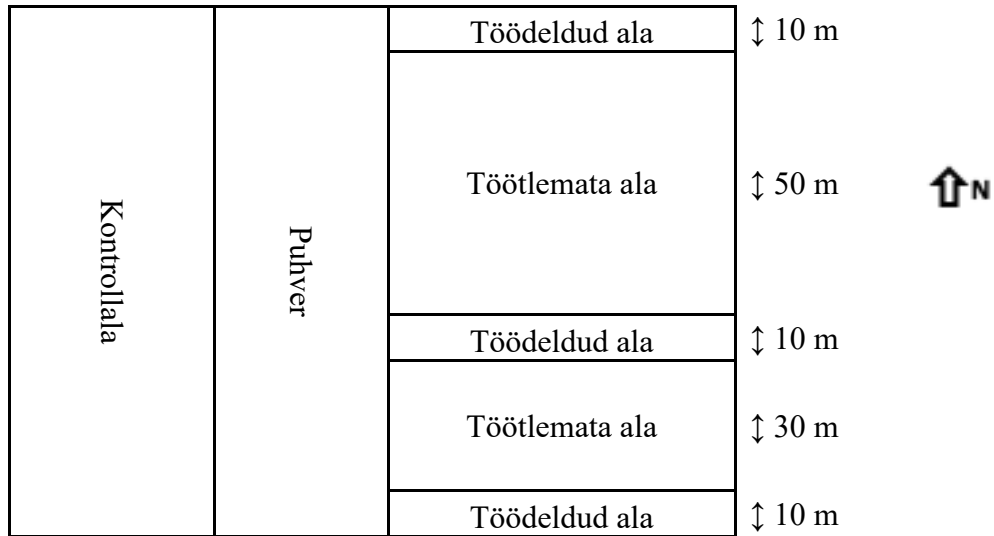 Töödeldud ala
↕ 10 m
Töötlemata ala
↕ 50 m
N
Kontrollala
Puhver
Töödeldud ala
↕ 10 m
Töötlemata ala
↕ 30 m
Töödeldud ala
↕ 10 m